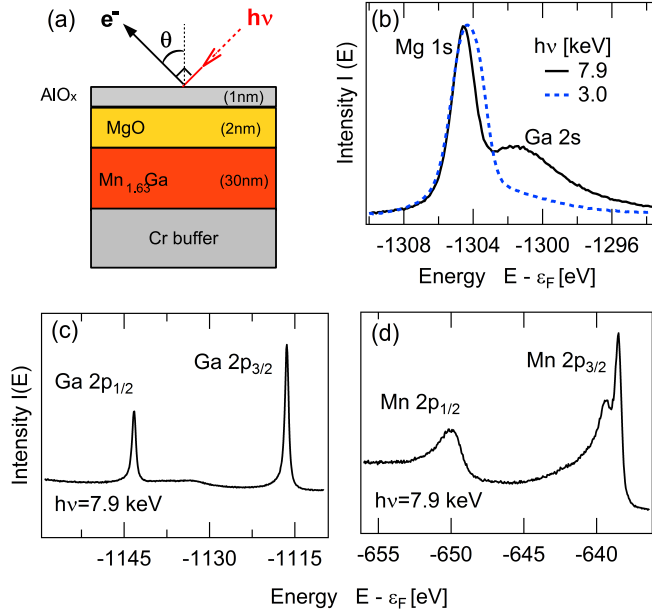 (a)
e⁻
θ
hν
AlOₓ
(1nm)
MgO
(2nm)
Mn₁.₆₃Ga
(30nm)
Cr buffer
(b)
Mg 1s
hν [keV]
7.9
3.0
Ga 2s
Intensity I (E)
-1308
-1304
-1300
-1296
Energy E - εF [eV]
(c)
Ga 2p1/2
Ga 2p3/2
hν=7.9 keV
Intensity I(E)
-1145
-1130
-1115
(d)
Mn 2p3/2
Mn 2p1/2
hν=7.9 keV
-655
-650
-645
-640
Energy E - εF [eV]